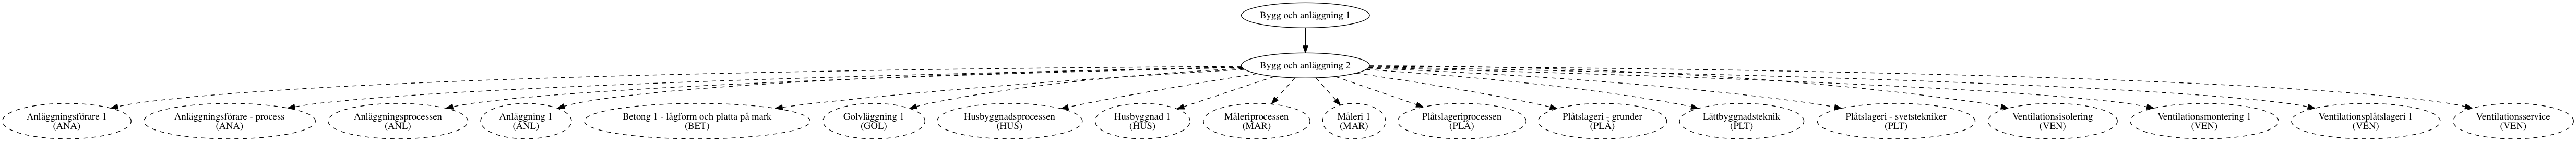 Bygg och anläggning 1
Bygg och anläggning 2
Anläggningsförare 1
(ANA)
Anläggningsförare - process
(ANA)
Anläggningsprocessen
(ANL)
Anläggning 1
(ANL)
Betong 1 - lågform och platta på mark
(BET)
Golvläggning 1
(GOL)
Husbyggnadsprocessen
(HUS)
Husbyggnad 1
(HUS)
Måleriprocessen
(MAR)
Måleri 1
(MAR)
Plåtslageriprocessen
(PLÅ)
Plåtslageri - grunder
(PLÅ)
Lättbyggnadsteknik
(PLT)
Plåtslageri - svetstekniker
(PLT)
Ventilationsisolering
(VEN)
Ventilationsmontering 1
(VEN)
Ventilationsplåtslageri 1
(VEN)
Ventilationsservice
(VEN)